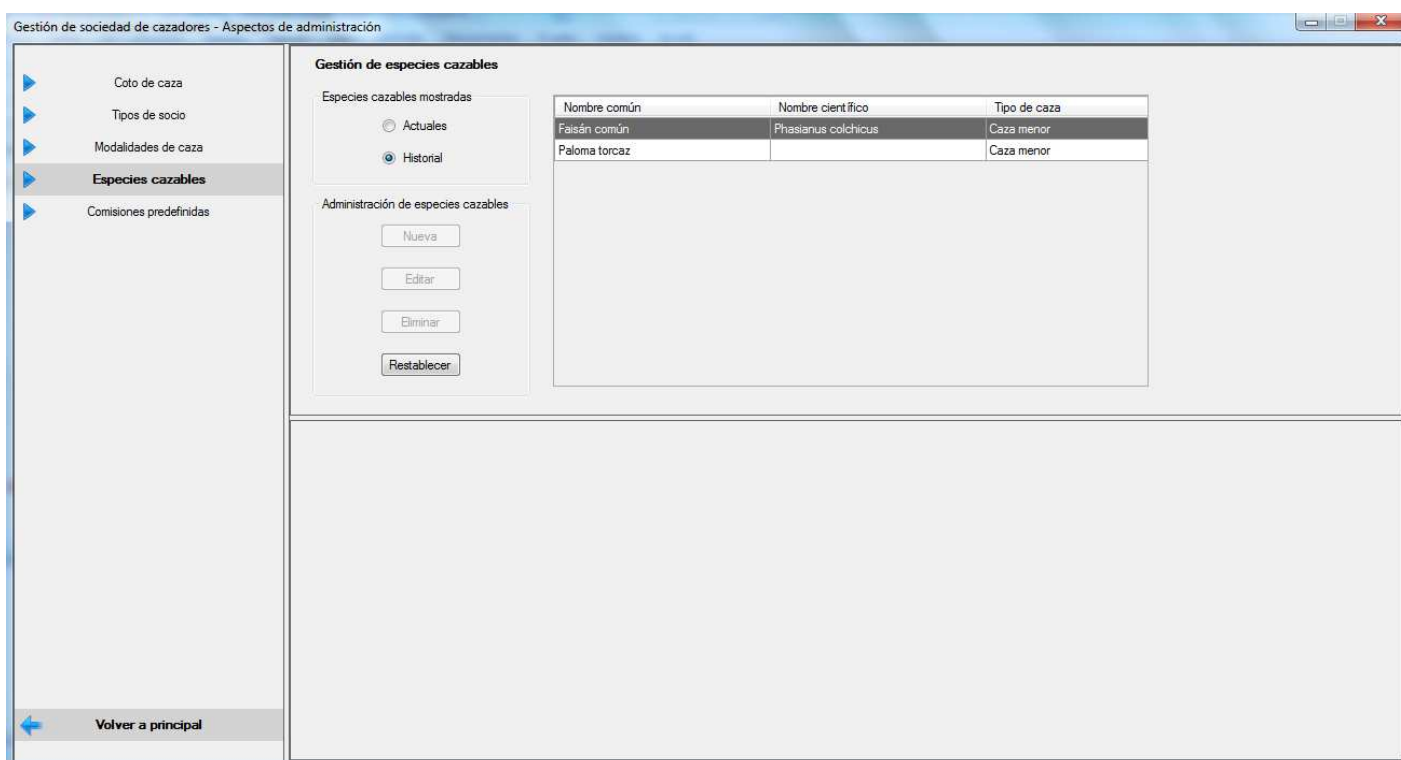 Gestión de sociedad de cazadores - Aspectos de administración
Coto de caza
Tipos de socio
Modalidades de caza
Especies cazables
Comisiones predefinidas
Volver a principal
Gestión de especies cazables
Especies cazables mostradas
Actuales
Historial
Administración de especies cazables
Nueva
Editar
Eliminar
Restablecer
Nombre común Nombre científico Tipo de caza
Faisán común Phasianus colchicus Caza menor
Paloma torcaz Caza menor